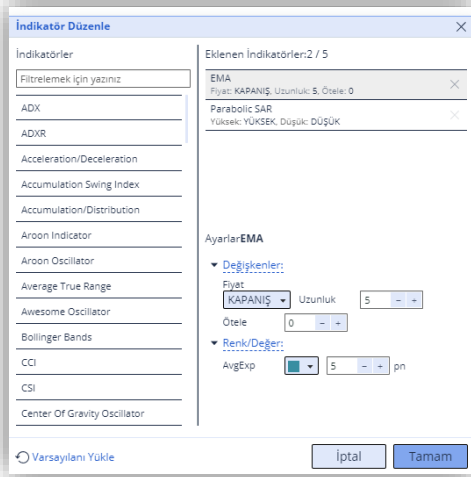 İndikatör Düzenle
İndikatörler
Filtrelemek için yazınız
ADX
ADXR
Acceleration/Deceleration
Accumulation Swing Index
Accumulation/Distribution
Aroon Indicator
Aroon Oscillator
Average True Range
Awesome Oscillator
Bollinger Bands
CCI
CSI
Center Of Gravity Oscillator
Eklenen İndikatörler:2 / 5
EMA
Fiyat: KAPANIŞ, Uzunluk: 5, Ötele: 0
Parabolic SAR
Yüksek: YÜKSEK, Düşük: DÜŞÜK
AyarlarEMA
Değişkenler:
Fiyat
KAPANIŞ Uzunluk 5 - +
Ötele 0 - +
Renk/Değer:
AvgExp 5 - + pn
Varsayılanı Yükle
İptal
Tamam